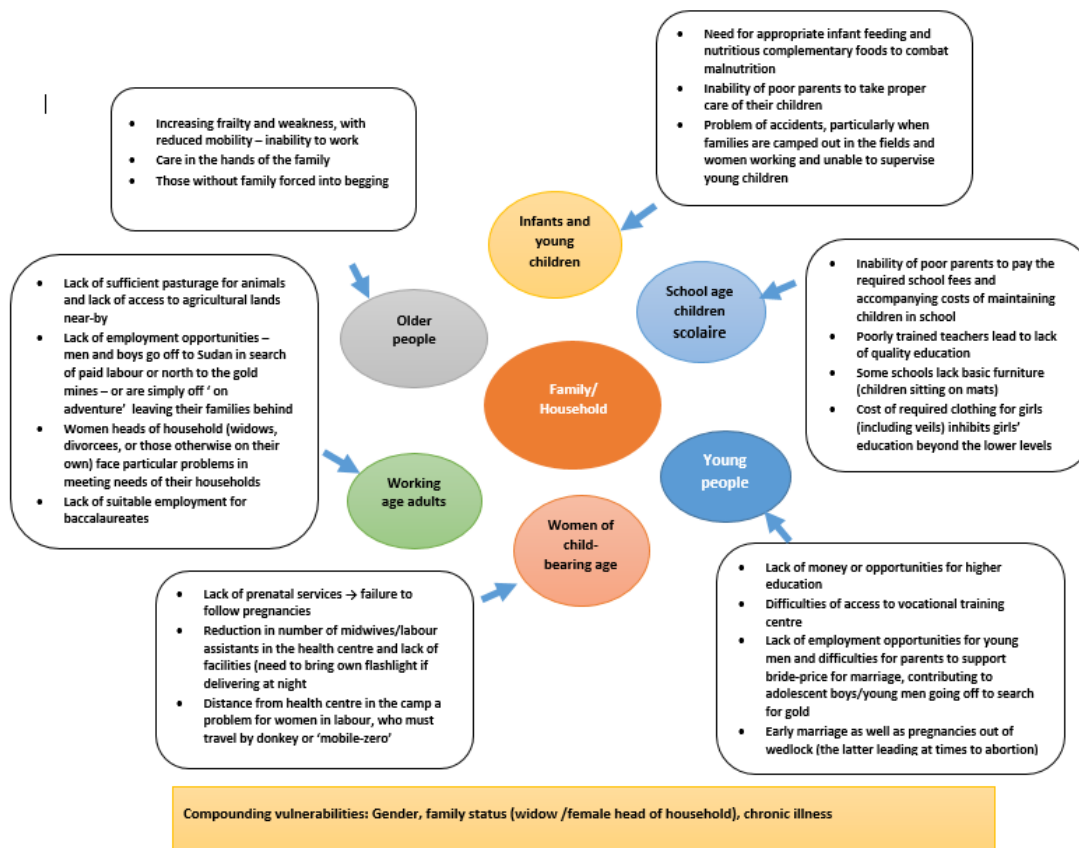 • Need for appropriate infant feeding and
nutritious complementary foods to combat
malnutrition
• Inability of poor parents to take proper
care of their children
• Problem of accidents, particularly when
families are camped out in the fields and
women working and unable to supervise
young children
• Increasing frailty and weakness, with
reduced mobility – inability to work
• Care in the hands of the family
• Those without family forced into begging
Infants and
young
children
• Lack of sufficient pasturage for animals
and lack of access to agricultural lands
near-by
• Lack of employment opportunities –
men and boys go off to Sudan in search
of paid labour or north to the gold
mines – or are simply off ‘ on
adventure’ leaving their families behind
• Women heads of household (widows,
divorcees, or those otherwise on their
own) face particular problems in
meeting needs of their households
• Lack of suitable employment for
baccalaureates
Older
people
School age
children
scolaire
• Inability of poor parents to pay the
required school fees and
accompanying costs of maintaining
children in school
• Poorly trained teachers lead to lack
of quality education
• Some schools lack basic furniture
(children sitting on mats)
• Cost of required clothing for girls
(including veils) inhibits girls’
education beyond the lower levels
Family/
Household
Working
age adults
Young
people
Women of
child-
bearing age
• Lack of prenatal services → failure to
follow pregnancies
• Reduction in number of midwives/labour
assistants in the health centre and lack of
facilities (need to bring own flashlight if
delivering at night
• Distance from health centre in the camp a
problem for women in labour, who must
travel by donkey or ‘mobile-zero’
• Lack of money or opportunities for higher
education
• Difficulties of access to vocational training
centre
• Lack of employment opportunities for young
men and difficulties for parents to support
bride-price for marriage, contributing to
adolescent boys/young men going off to search
for gold
• Early marriage as well as pregnancies out of
wedlock (the latter leading at times to abortion)
Compounding vulnerabilities: Gender, family status (widow /female head of household), chronic illness